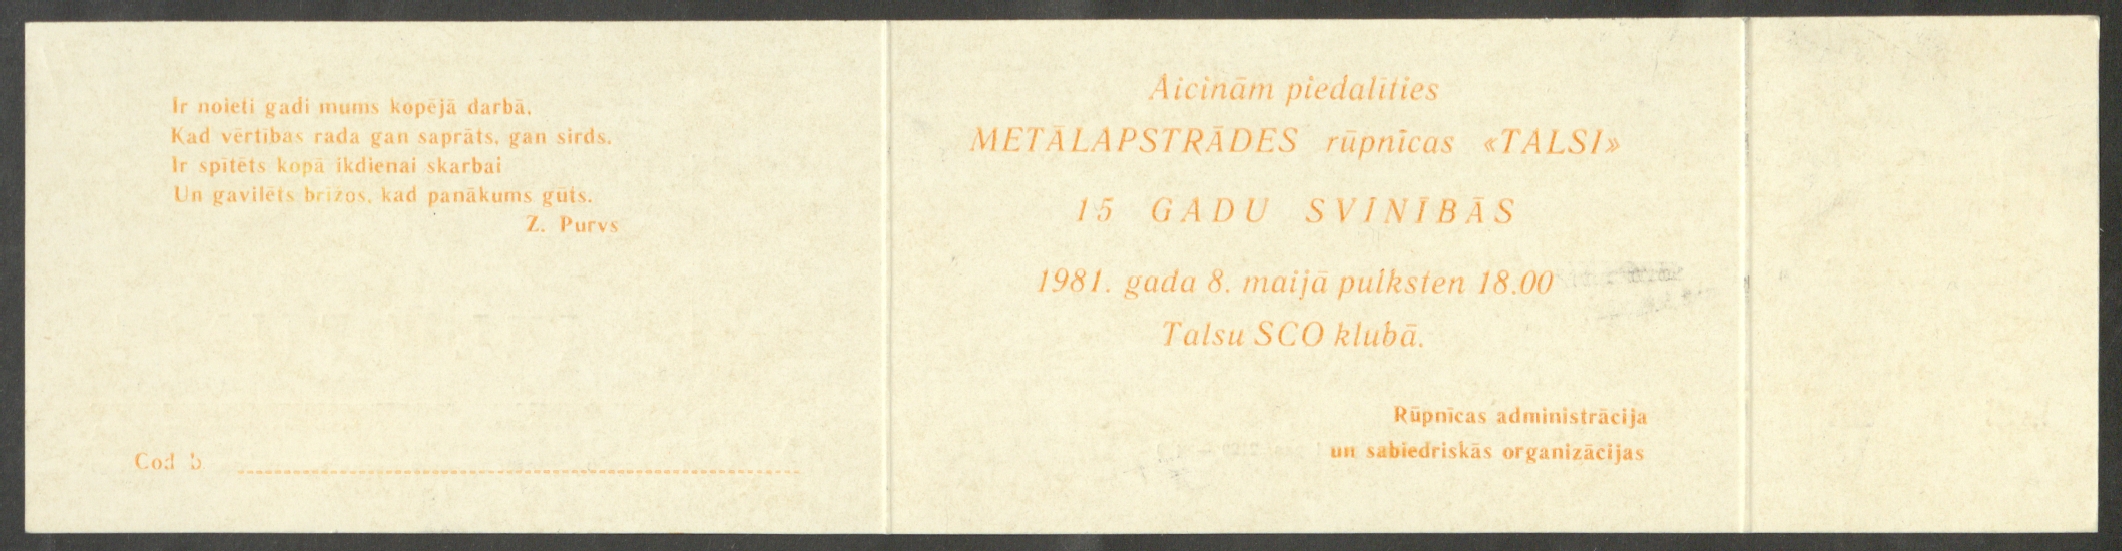 Ir noieti gadi mums kopējā darbā,
Kad vērtības rada gan saprāts, gan sirds.
Ir spītēts kopā ikdienai skarbai
Un gavilēts brīžos, kad panākums gūts.
Z. Purvs
Cod b.
Aicinām piedalīties
METĀLAPSTRĀDES rūpnīcas «TALSI»
15 GADU SVINĪBĀS
1981. gada 8. maijā pulksten 18.00
Talsu SCO klubā.
Rūpnīcas administrācija
un sabiedriskās organizācijas